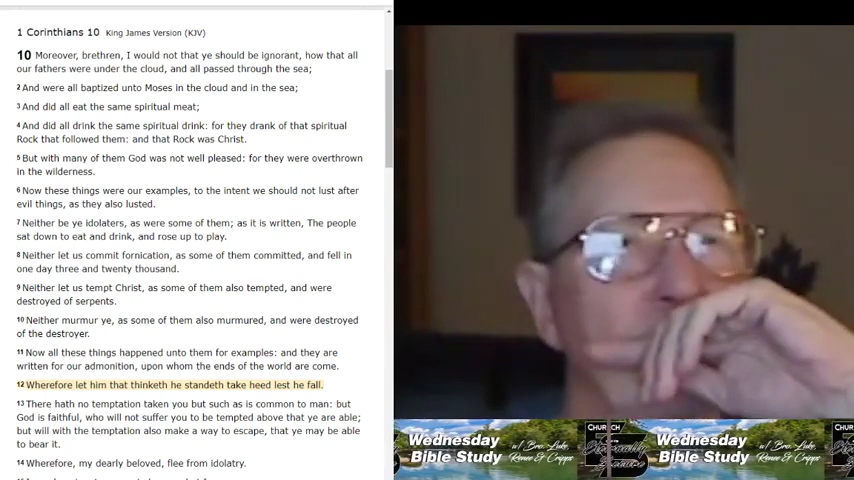 1 Corinthians 10 King James Version (KJV)
10 Moreover, brethren, I would not that ye should be ignorant, how that all
our fathers were under the cloud, and all passed through the sea;
2 And were all baptized unto Moses in the cloud and in the sea;
3 And did all eat the same spiritual meat;
4 And did all drink the same spiritual drink: for they drank of that spiritual
Rock that followed them: and that Rock was Christ.
5 But with many of them God was not well pleased: for they were overthrown
in the wilderness.
6 Now these things were our examples, to the intent we should not lust after
evil things, as they also lusted.
7 Neither be ye idolaters, as were some of them; as it is written, The people
sat down to eat and drink, and rose up to play.
8 Neither let us commit fornication, as some of them committed, and fell in
one day three and twenty thousand.
9 Neither let us tempt Christ, as some of them also tempted, and were
destroyed of serpents.
10 Neither murmur ye, as some of them also murmured, and were destroyed
of the destroyer.
11 Now all these things happened unto them for examples: and they are
written for our admonition, upon whom the ends of the world are come.
12 Wherefore let him that thinketh he standeth take heed lest he fall.
13 There hath no temptation taken you but such as is common to man: but
God is faithful, who will not suffer you to be tempted above that ye are able;
but will with the temptation also make a way to escape, that ye may be able
to bear it.
14 Wherefore, my dearly beloved, flee from idolatry.
Wednesday
Bible Study
w/ Bro. Luke,
Renee & Cripps
CHURCH
Eternally
Secure
Wednesday
Bible Study
w/ Bro. Luke,
Renee & Cripps
CHURCH